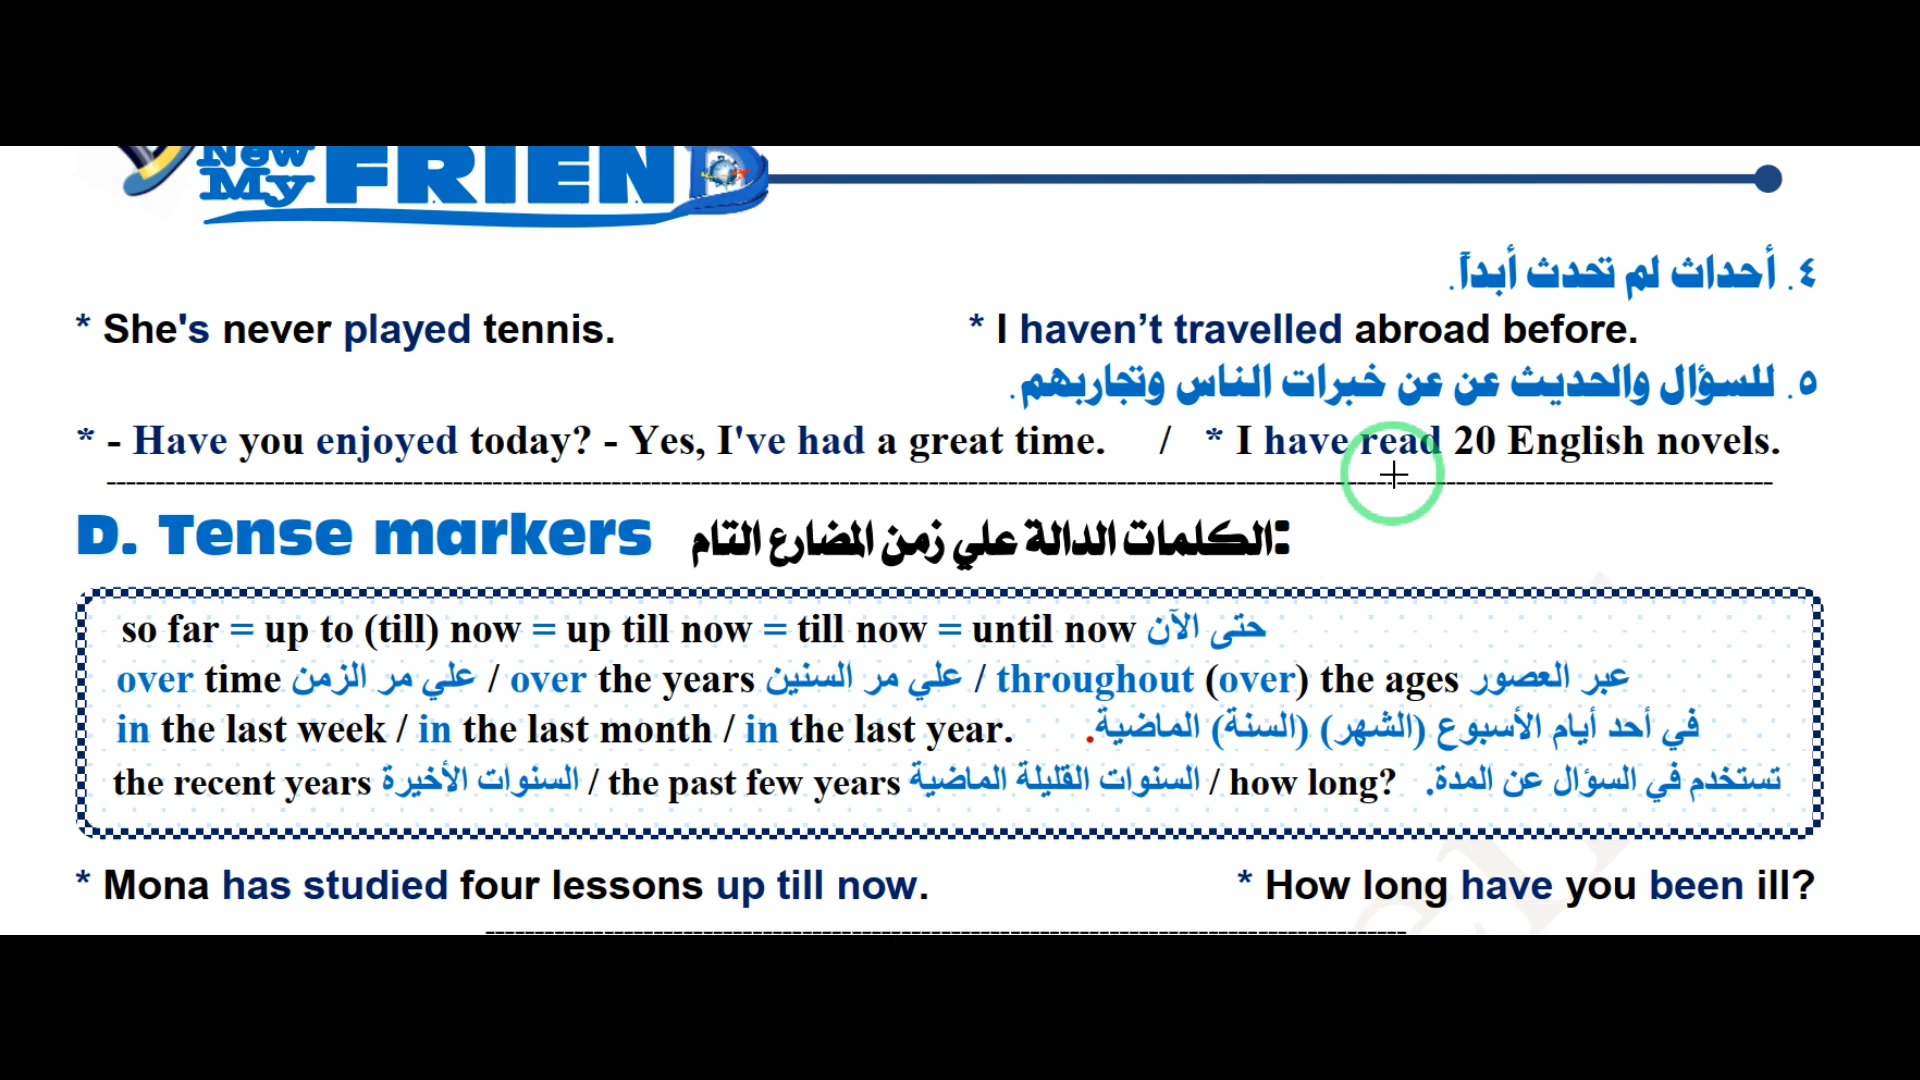 New My FRIEND
٤. أحداث لم تحدث أبداً.
* She's never played tennis. * I haven’t travelled abroad before.
٥. للسؤال والحديث عن عن خبرات الناس وتجاربهم.
* - Have you enjoyed today? - Yes, I've had a great time. / * I have read 20 English novels.
D. Tense markers الكلمات الدالة علي زمن المضارع التام:
so far = up to (till) now = up till now = till now = until now حتى الآن
over time علي مر الزمن / over the years علي مر السنين / throughout (over) the ages عبر العصور
in the last week / in the last month / in the last year. في أحد أيام الأسبوع (الشهر) (السنة) الماضية.
the recent years السنوات الأخيرة / the past few years السنوات القليلة الماضية / how long? تستخدم في السؤال عن المدة.
* Mona has studied four lessons up till now. * How long have you been ill?